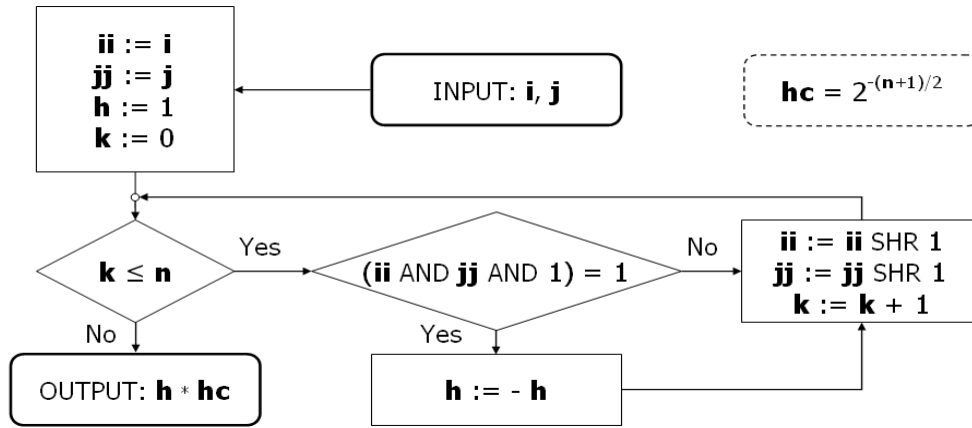 ii := i
jj := j
h := 1
k := 0
INPUT: i, j
hc = 2^-(n+1)/2
k ≤ n
Yes
(ii AND jj AND 1) = 1
No
ii := ii SHR 1
jj := jj SHR 1
k := k + 1
No
Yes
OUTPUT: h * hc
h := - h